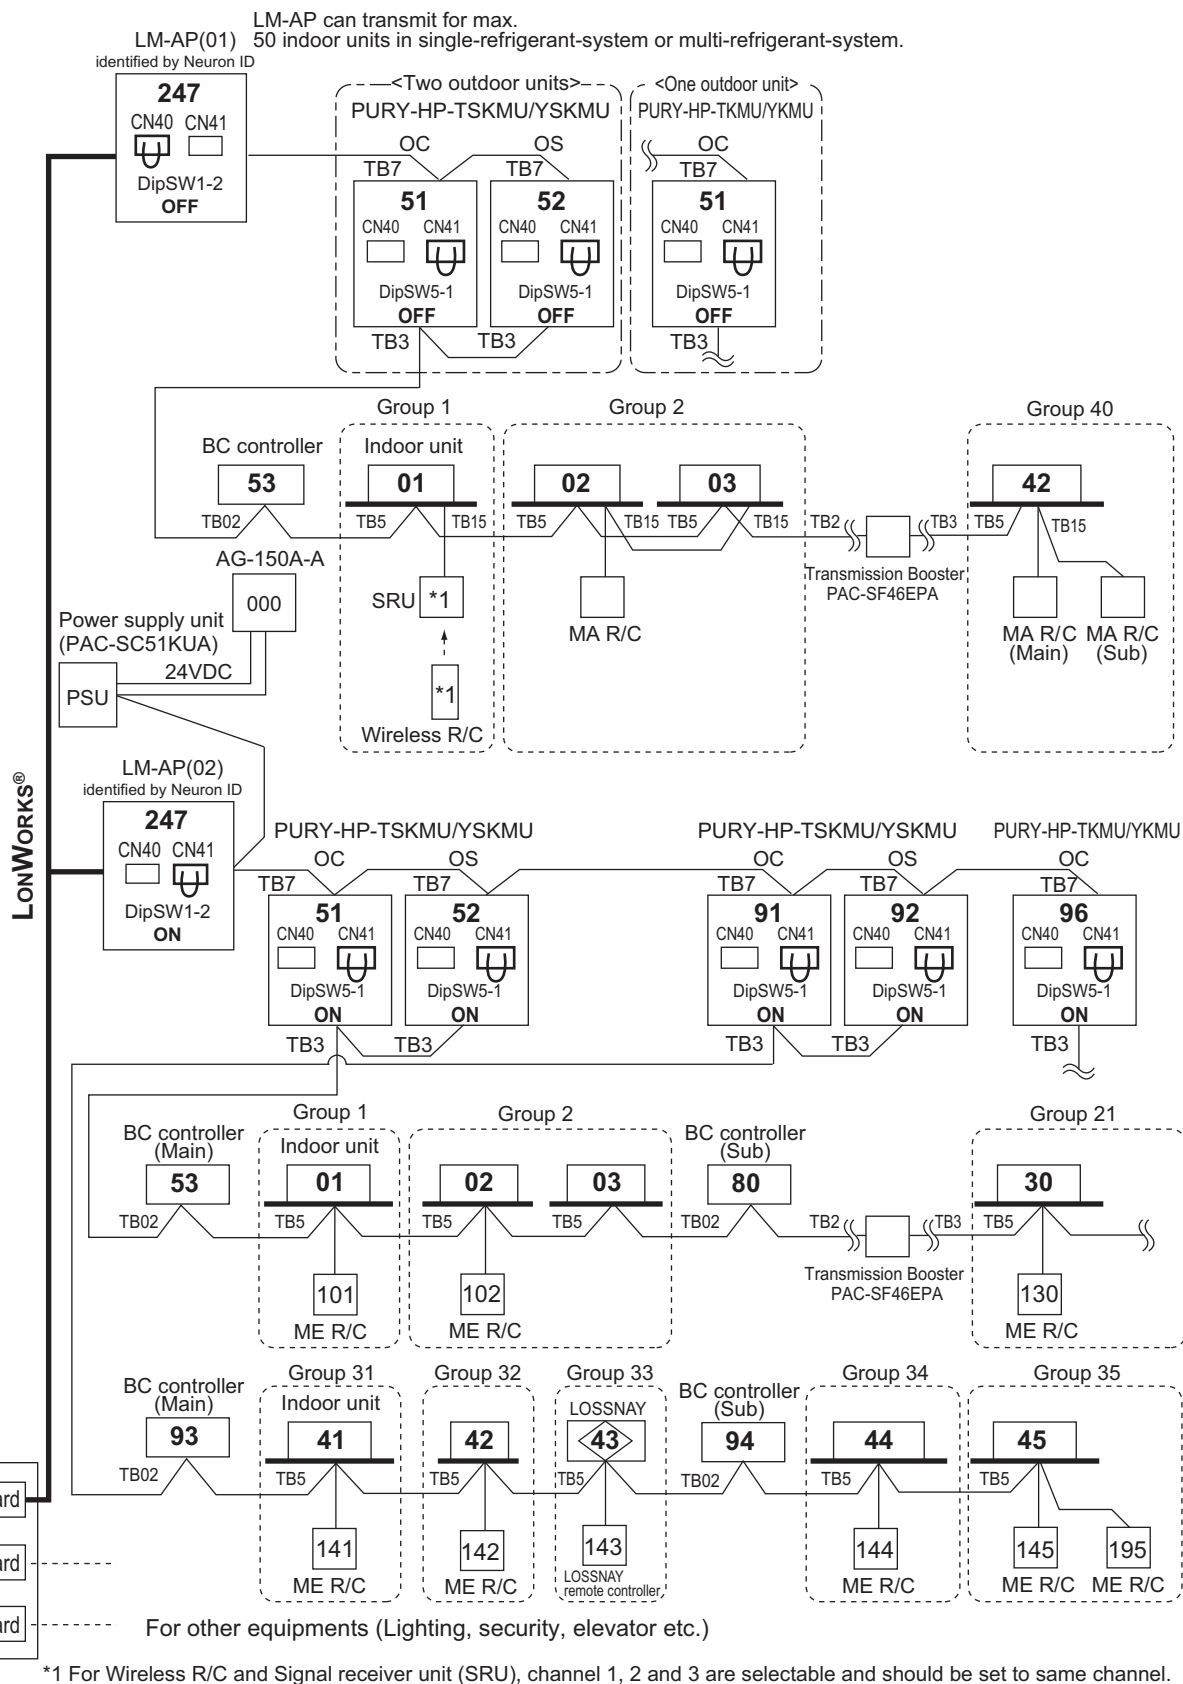 LM-AP can transmit for max.
LM-AP(01) 50 indoor units in single-refrigerant-system or multi-refrigerant-system.
identified by Neuron ID
247
CN40 CN41
DipSW1-2
OFF
<Two outdoor units>
PURY-HP-TSKMU/YSKMU
OC OS
TB7 TB7
51 52
CN40 CN41 CN40 CN41
DipSW5-1 DipSW5-1
OFF OFF
TB3 TB3
<One outdoor unit>
PURY-HP-TKMU/YKMU
OC
TB7
51
CN40 CN41
DipSW5-1
OFF
TB3
Group 1 Group 2 Group 40
BC controller Indoor unit
53 01 02 03 42
TB02 TB5 TB15 TB5 TB15 TB5 TB15 TB2 TB3 TB5 TB15
Transmission Booster
PAC-SF46EPA
AG-150A-A
000
SRU *1
MA R/C
MA R/C MA R/C
(Main) (Sub)
*1
Wireless R/C
Power supply unit
(PAC-SC51KUA)
24VDC
PSU
LONWORKS®
LM-AP(02)
identified by Neuron ID
247
CN40 CN41
DipSW1-2
ON
PURY-HP-TSKMU/YSKMU PURY-HP-TSKMU/YSKMU PURY-HP-TKMU/YKMU
OC OS OC OS OC
TB7 TB7 TB7 TB7 TB7
51 52 91 92 96
CN40 CN41 CN40 CN41 CN40 CN41 CN40 CN41 CN40 CN41
DipSW5-1 DipSW5-1 DipSW5-1 DipSW5-1 DipSW5-1
ON ON ON ON ON
TB3 TB3 TB3 TB3 TB3
Group 1 Group 2 Group 21
BC controller
(Main)
Indoor unit
BC controller
(Sub)
53 01 02 03 80 30
TB02 TB5 TB5 TB5 TB02 TB2 TB3 TB5
Transmission Booster
PAC-SF46EPA
101 102 130
ME R/C ME R/C ME R/C
Group 31 Group 32 Group 33 Group 34 Group 35
BC controller
(Main)
Indoor unit
LOSSNAY
BC controller
(Sub)
93 41 42 43 94 44 45
TB02 TB5 TB5 TB5 TB02 TB5 TB5
141 142 143 144 145 195
ME R/C ME R/C
LOSSNAY
remote controller
ME R/C ME R/C ME R/C
ard
ard
ard
For other equipments (Lighting, security, elevator etc.)
*1 For Wireless R/C and Signal receiver unit (SRU), channel 1, 2 and 3 are selectable and should be set to same channel.